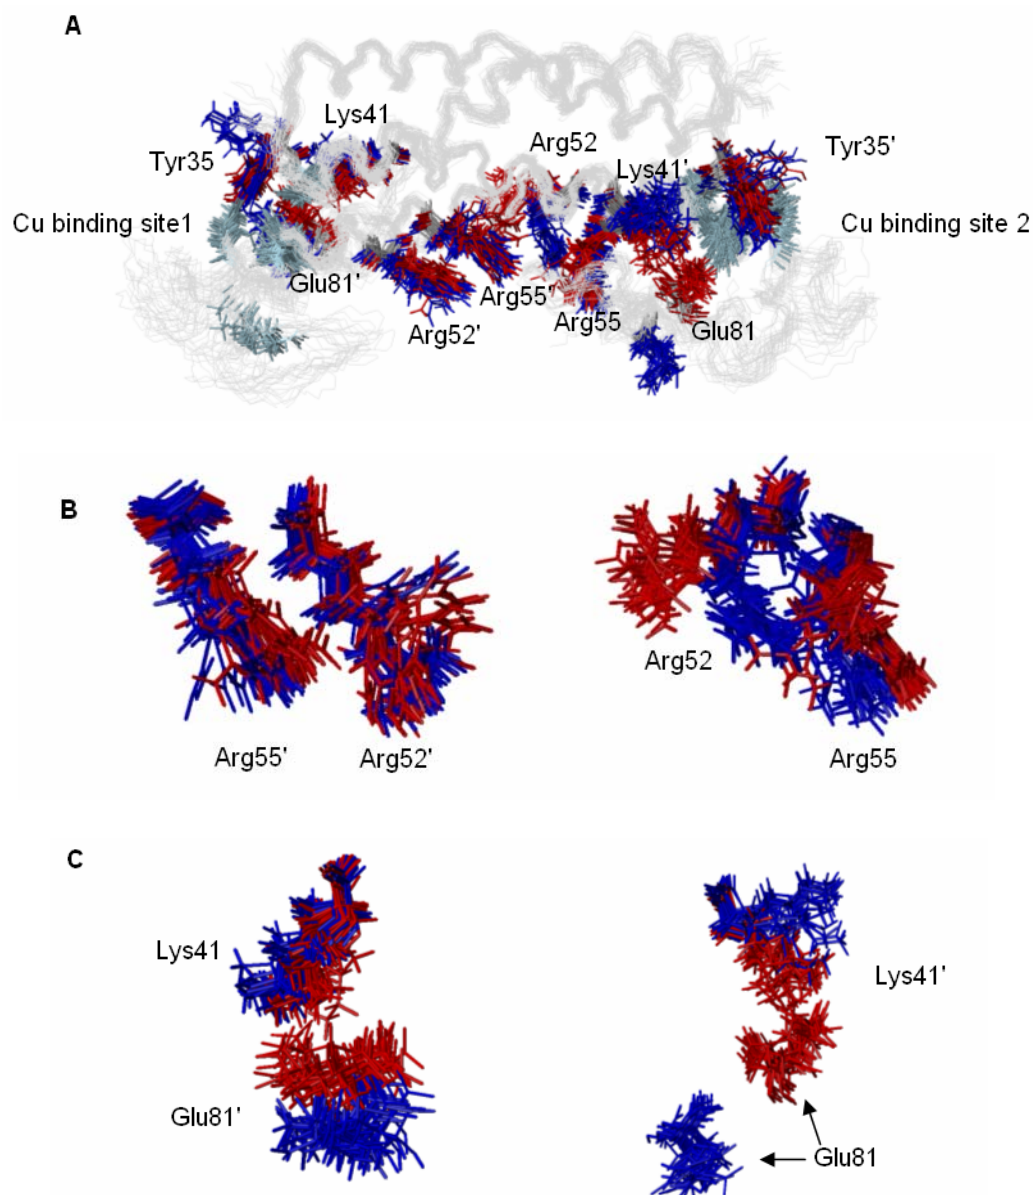 A
Lys41
Arg52
Tyr35
Lys41'
Tyr35'
Cu binding site1
Cu binding site 2
Glu81'
Arg55'
Arg52'
Arg55
Glu81
B
Arg52
Arg55'
Arg52'
Arg55
C
Lys41
Lys41'
Glu81'
Glu81